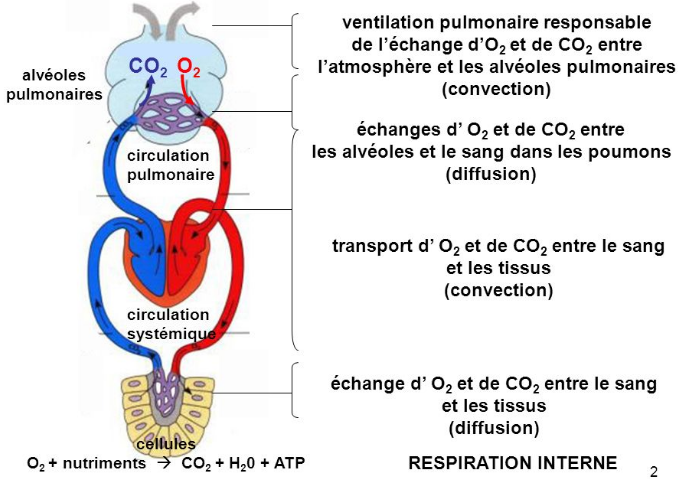 ventilation pulmonaire responsable
de l'échange d'O₂ et de CO₂ entre
l'atmosphère et les alvéoles pulmonaires
(convection)
alvéoles
pulmonaires
CO₂ O₂
échanges d' O₂ et de CO₂ entre
les alvéoles et le sang dans les poumons
(diffusion)
circulation
pulmonaire
transport d' O₂ et de CO₂ entre le sang
et les tissus
(convection)
circulation
systémique
échange d' O₂ et de CO₂ entre le sang
et les tissus
(diffusion)
cellules
O₂ + nutriments → CO₂ + H₂0 + ATP
RESPIRATION INTERNE
2